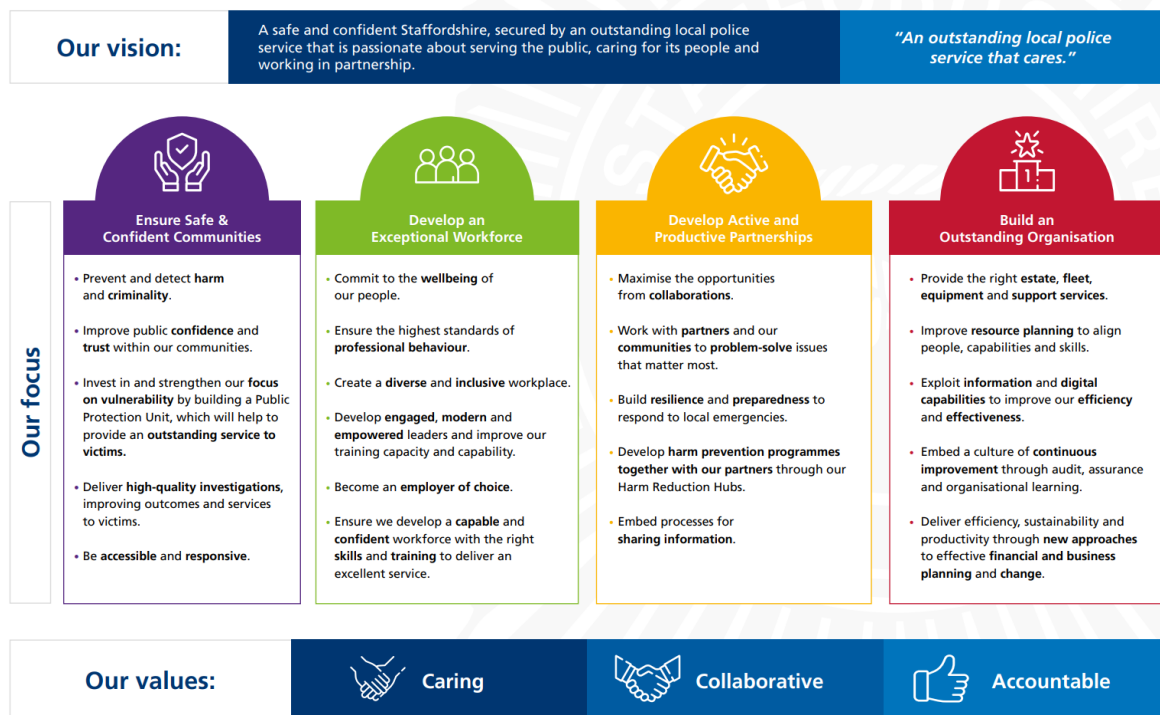 Our vision:
A safe and confident Staffordshire, secured by an outstanding local police
service that is passionate about serving the public, caring for its people and
working in partnership.
“An outstanding local police
service that cares.”
Our focus
Ensure Safe &
Confident Communities
• Prevent and detect harm
and criminality.
• Improve public confidence and
trust within our communities.
• Invest in and strengthen our focus
on vulnerability by building a Public
Protection Unit, which will help to
provide an outstanding service to
victims.
• Deliver high-quality investigations,
improving outcomes and services
to victims.
• Be accessible and responsive.
Develop an
Exceptional Workforce
• Commit to the wellbeing of
our people.
• Ensure the highest standards of
professional behaviour.
• Create a diverse and inclusive workplace.
• Develop engaged, modern and
empowered leaders and improve our
training capacity and capability.
• Become an employer of choice.
• Ensure we develop a capable and
confident workforce with the right
skills and training to deliver an
excellent service.
Develop Active and
Productive Partnerships
• Maximise the opportunities
from collaborations.
• Work with partners and our
communities to problem-solve issues
that matter most.
• Build resilience and preparedness to
respond to local emergencies.
• Develop harm prevention programmes
together with our partners through our
Harm Reduction Hubs.
• Embed processes for
sharing information.
1
Build an
Outstanding Organisation
• Provide the right estate, fleet,
equipment and support services.
• Improve resource planning to align
people, capabilities and skills.
• Exploit information and digital
capabilities to improve our efficiency
and effectiveness.
• Embed a culture of continuous
improvement through audit, assurance
and organisational learning.
• Deliver efficiency, sustainability and
productivity through new approaches
to effective financial and business
planning and change.
Our values:
Caring
Collaborative
Accountable